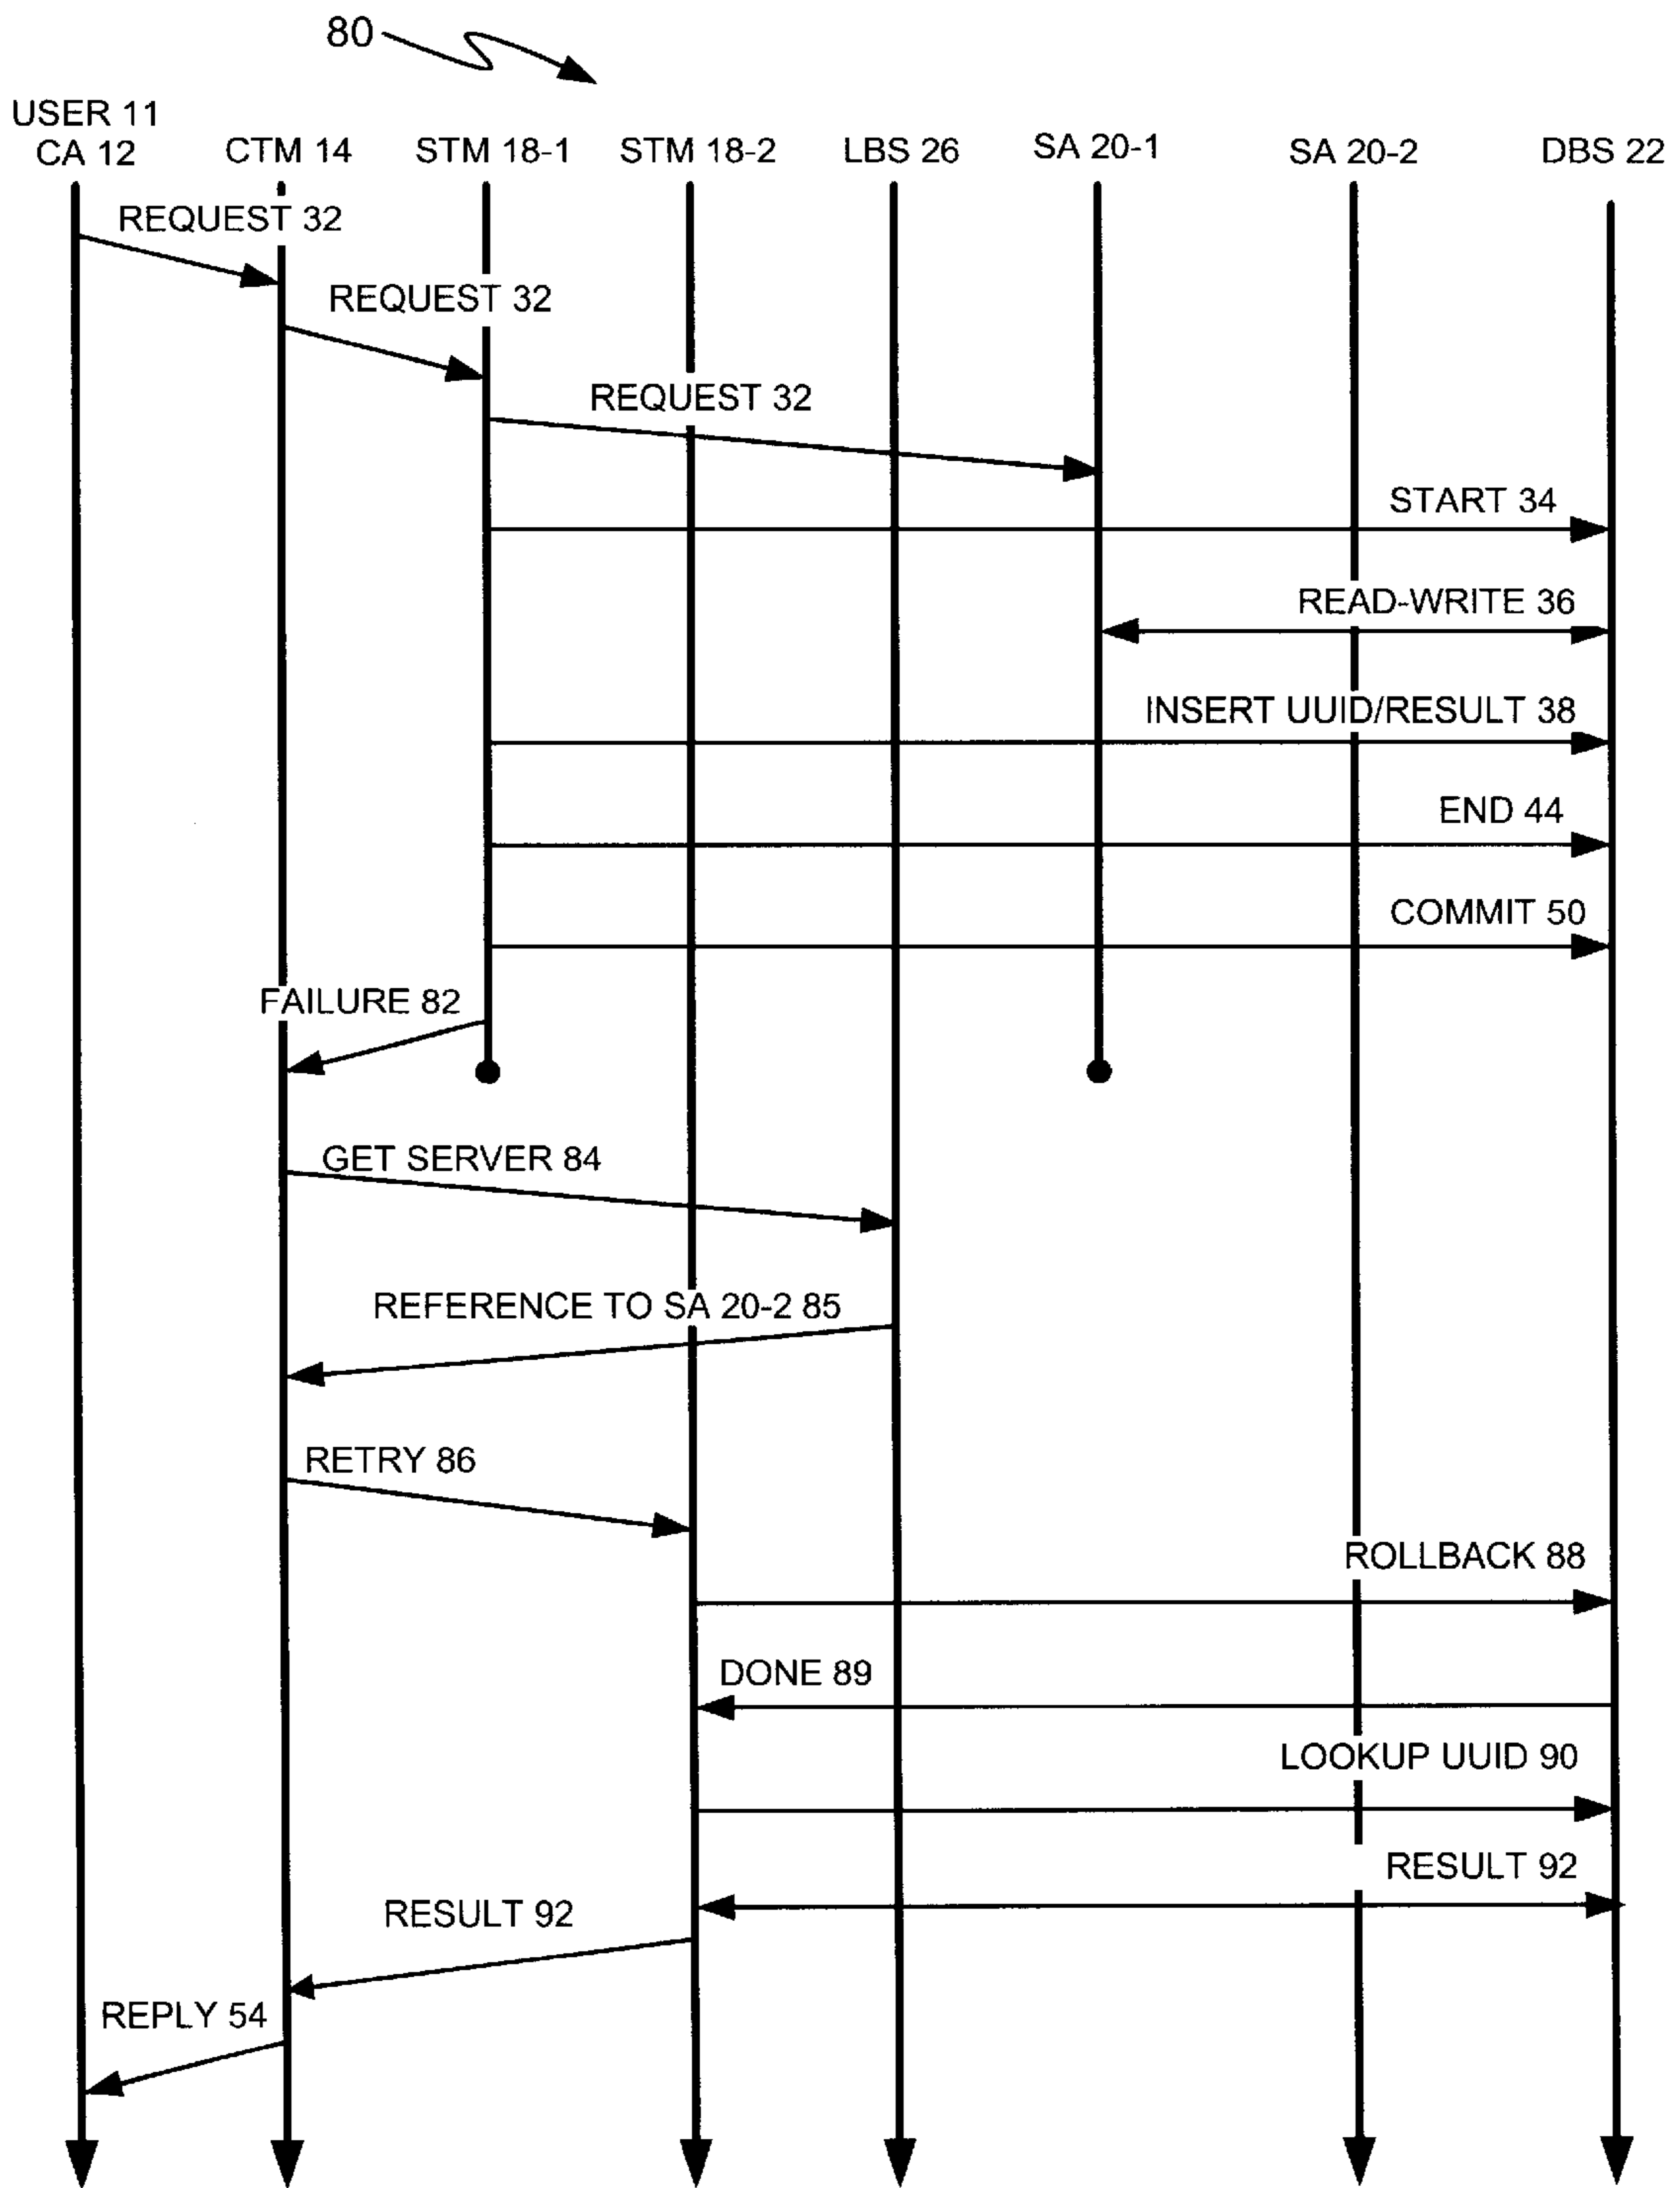 80
USER 11
CA 12
CTM 14
STM 18-1
STM 18-2
LBS 26
SA 20-1
SA 20-2
DBS 22
REQUEST 32
REQUEST 32
REQUEST 32
START 34
READ-WRITE 36
INSERT UUID/RESULT 38
END 44
COMMIT 50
FAILURE 82
GET SERVER 84
REFERENCE TO SA 20-2 85
RETRY 86
ROLLBACK 88
DONE 89
LOOKUP UUID 90
RESULT 92
RESULT 92
REPLY 54